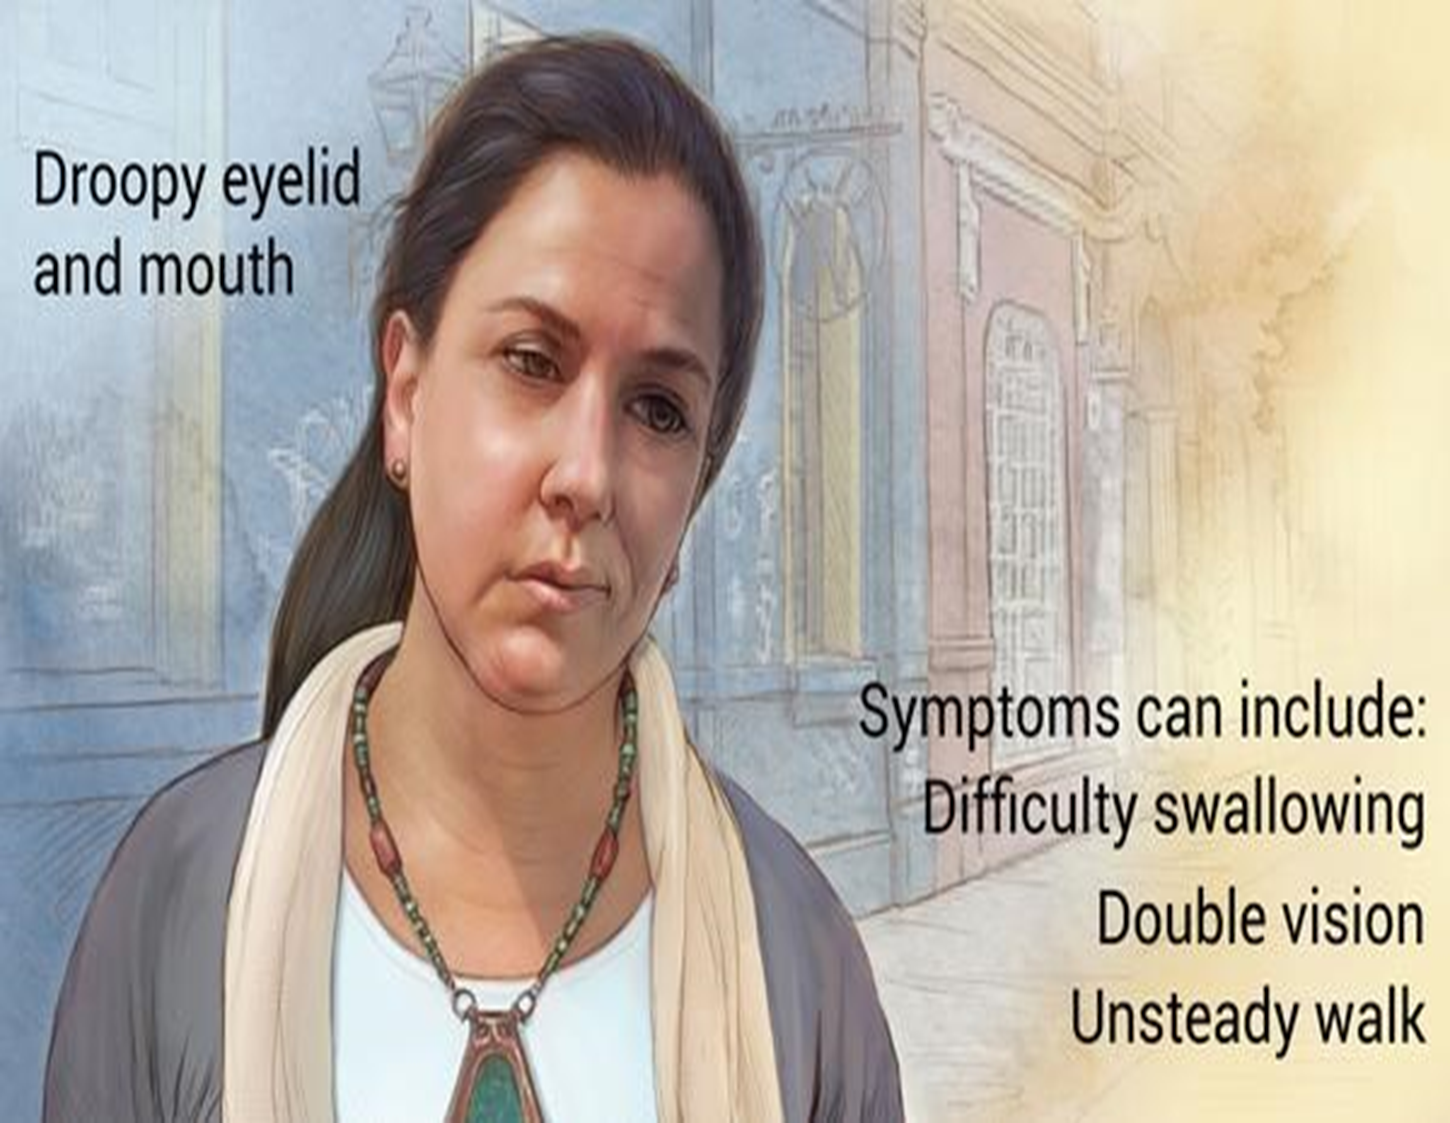 Droopy eyelid
and mouth
Symptoms can include:
Difficulty swallowing
Double vision
Unsteady walk